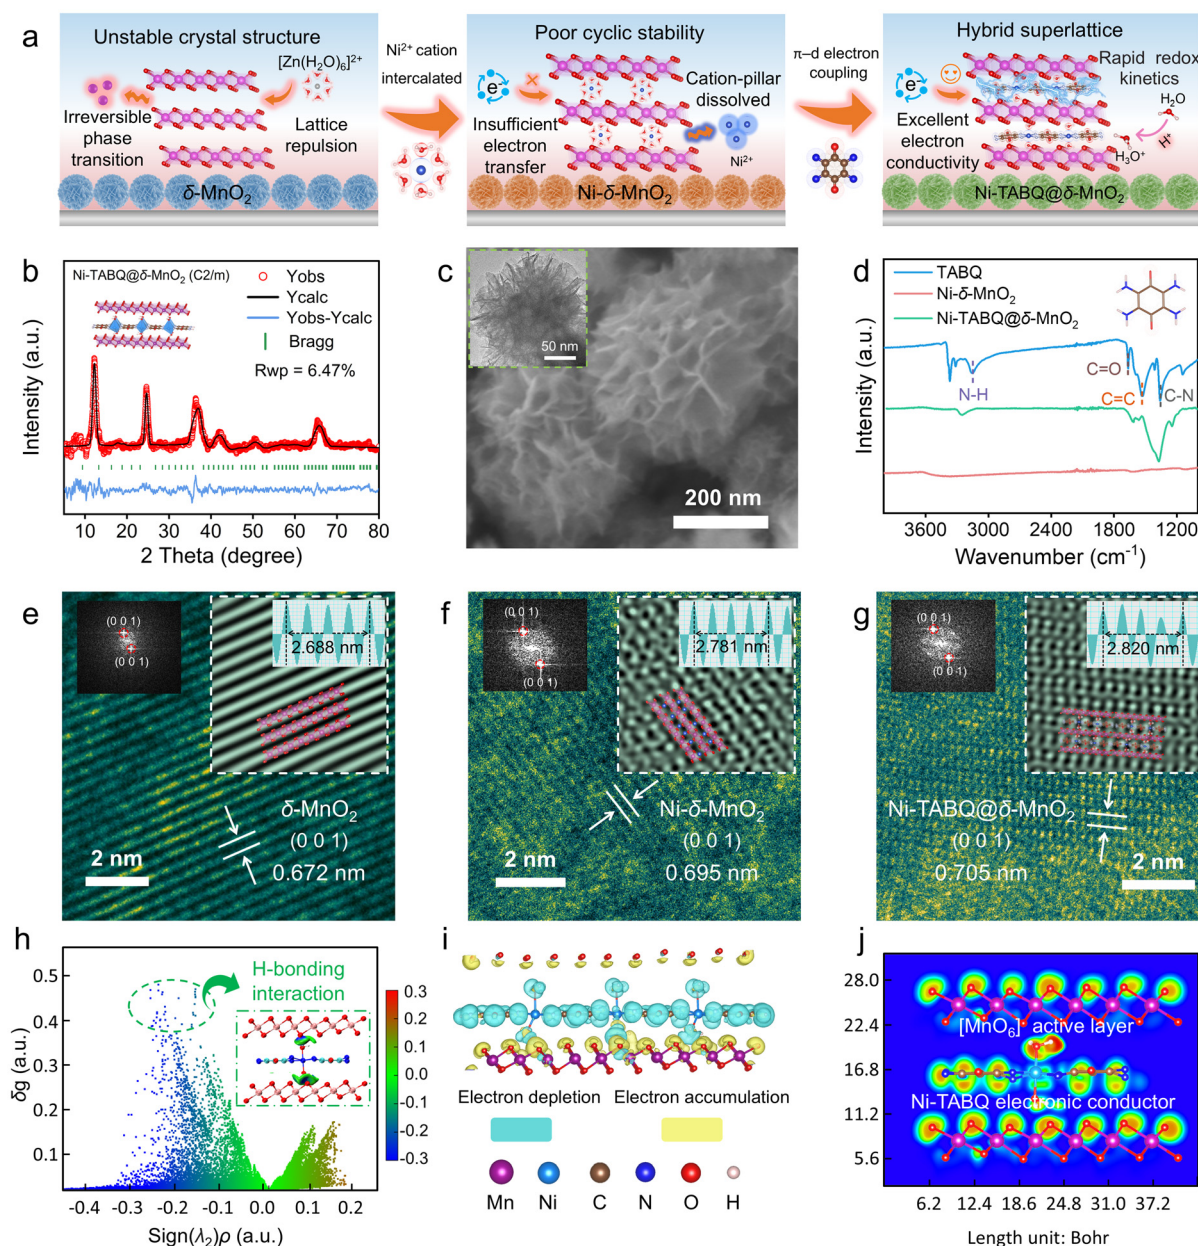 a
Unstable crystal structure
[Zn(H₂O)₆]²⁺
Irreversible
phase
transition
Lattice
repulsion
δ-MnO₂
Ni²⁺ cation
intercalated
Poor cyclic stability
e⁻
Insufficient
electron
transfer
Cation-pillar
dissolved
Ni²⁺
Ni-δ-MnO₂
π–d electron
coupling
Hybrid superlattice
e⁻
Rapid redox
kinetics
H₂O
H⁺
H₃O⁺
Excellent
electron
conductivity
Ni-TABQ@δ-MnO₂
b
Ni-TABQ@δ-MnO₂ (C2/m)
Yobs
Ycalc
Yobs-Ycalc
Bragg
Rwp = 6.47%
Intensity (a.u.)
10 20 30 40 50 60 70 80
2 Theta (degree)
c
50 nm
200 nm
d
TABQ
Ni-δ-MnO₂
Ni-TABQ@δ-MnO₂
N-H
C=O
C=C
C-N
Intensity (a.u.)
3600 3000 2400 1800 1200
Wavenumber (cm⁻¹)
e
(0 0 1)
(0 0 1)
2.688 nm
δ-MnO₂
(0 0 1)
0.672 nm
2 nm
f
(0 0 1)
(0 0 1)
2.781 nm
Ni-δ-MnO₂
(0 0 1)
0.695 nm
2 nm
g
(0 0 1)
(0 0 1)
2.820 nm
Ni-TABQ@δ-MnO₂
(0 0 1)
0.705 nm
2 nm
h
H-bonding
interaction
δg (a.u.)
0.5
0.4
0.3
0.2
0.1
-0.4 -0.3 -0.2 -0.1 0.0 0.1 0.2
Sign(λ₂)ρ (a.u.)
0.3
0.2
0.1
0.0
-0.1
-0.2
-0.3
i
Electron depletion
Electron accumulation
Mn Ni C N O H
j
28.0
22.4
16.8
11.2
5.6
[MnO₆] active layer
Ni-TABQ electronic conductor
6.2 12.4 18.6 24.8 31.0 37.2
Length unit: Bohr